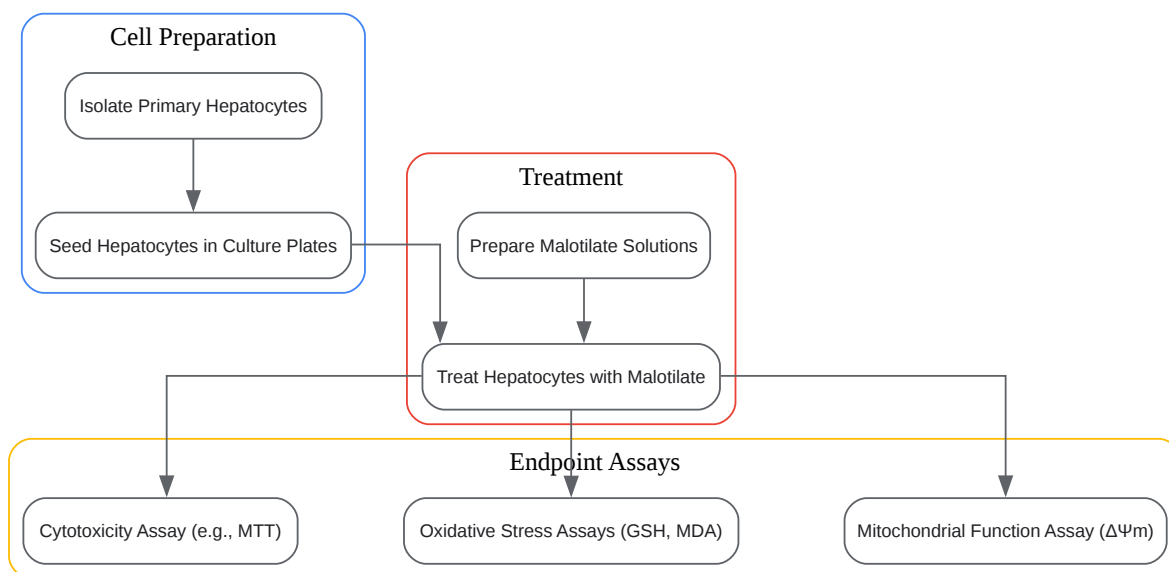 Cell Preparation
Isolate Primary Hepatocytes
Seed Hepatocytes in Culture Plates
Treatment
Prepare Malotilate Solutions
Treat Hepatocytes with Malotilate
Endpoint Assays
Cytotoxicity Assay (e.g., MTT)
Oxidative Stress Assays (GSH, MDA)
Mitochondrial Function Assay (ΔΨm)